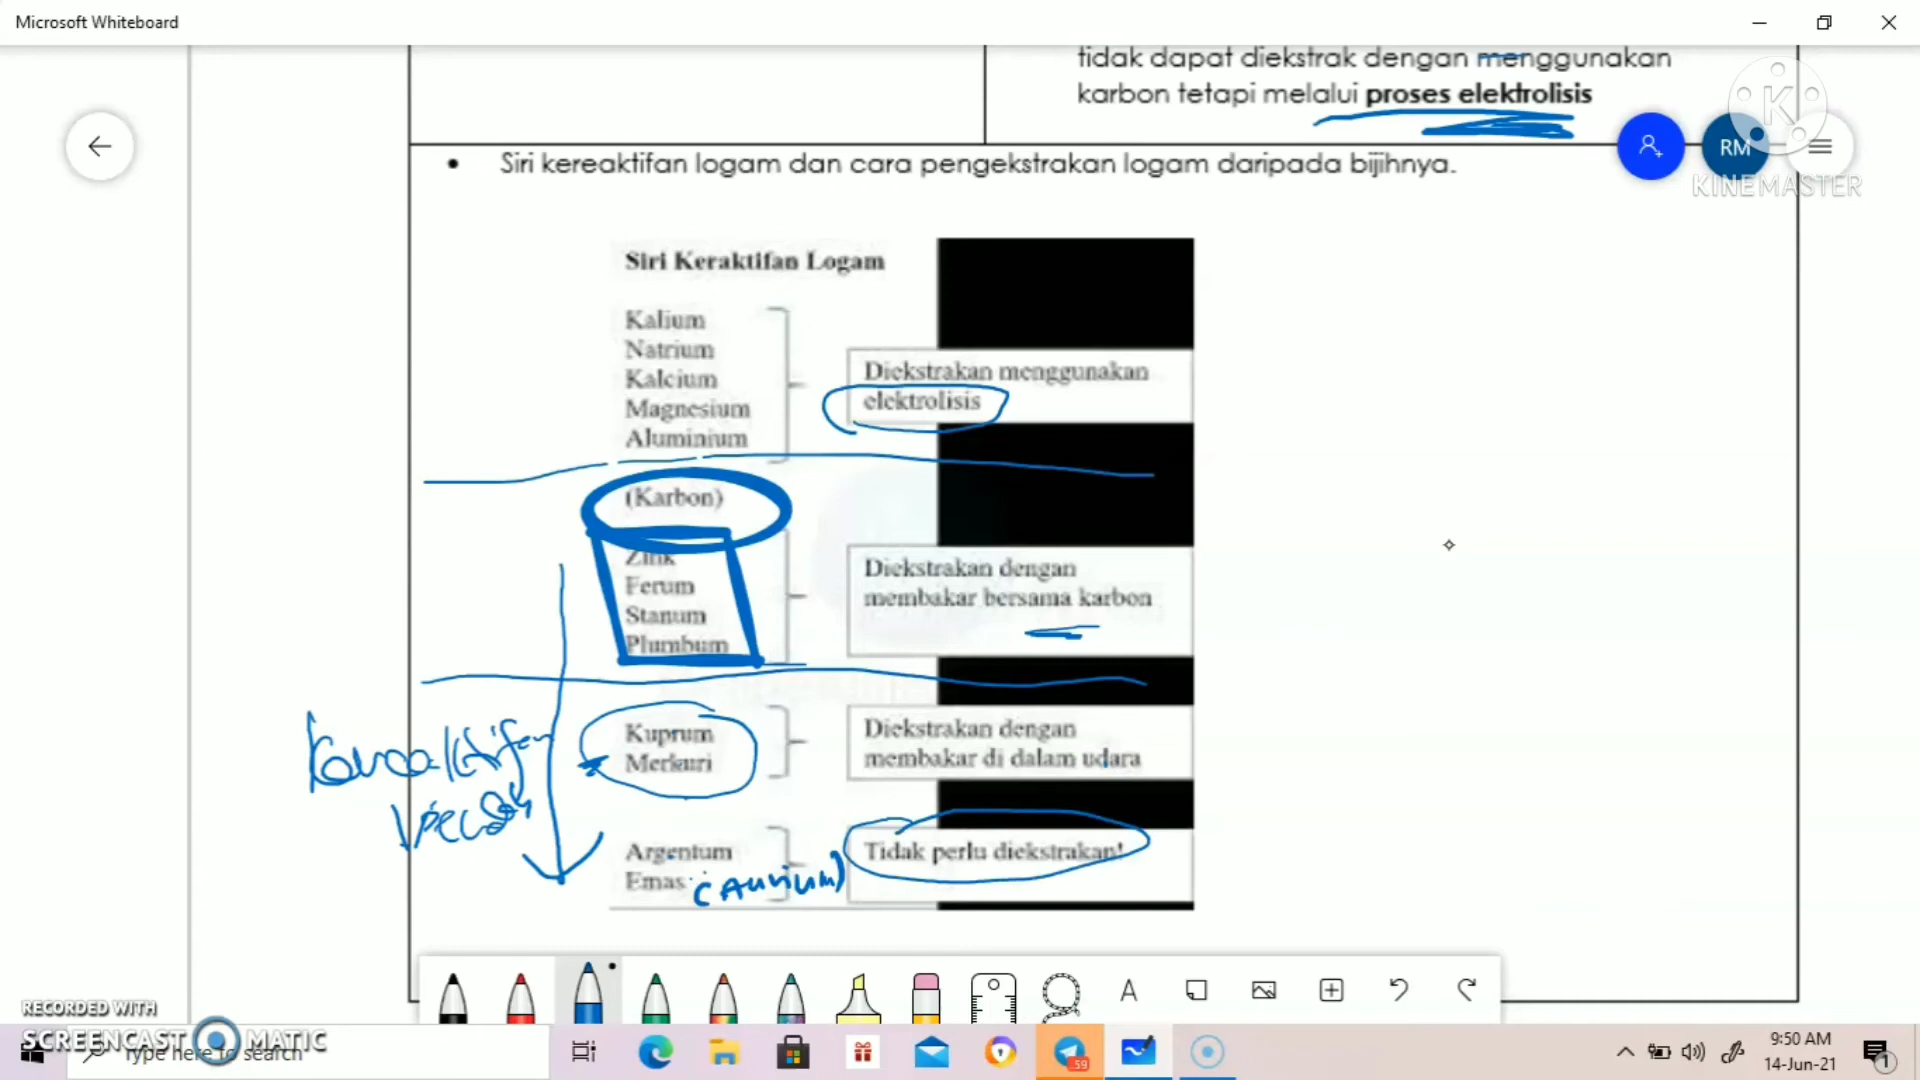 Microsoft Whiteboard
tidak dapat diekstrak dengan menggunakan
karbon tetapi melalui proses elektrolisis
K
RM
KINEMASTER
• Siri kereaktifan logam dan cara pengekstrakan logam daripada bijihnya.
Siri Keraktifan Logam
Kalium
Natrium
Kalcium
Magnesium
Aluminium
Diekstrakan menggunakan
elektrolisis
(Karbon)
Zink
Ferum
Stanum
Plumbum
Diekstrakan dengan
membakar bersama karbon
Kuprum
Merkuri
Diekstrakan dengan
membakar di dalam udara
Argentum
Emas (Aurium)
Tidak perlu diekstrakan!
A
RECORDED WITH
SCREENCAST MATIC
Type here to search
59
9:50 AM
14-Jun-21
1